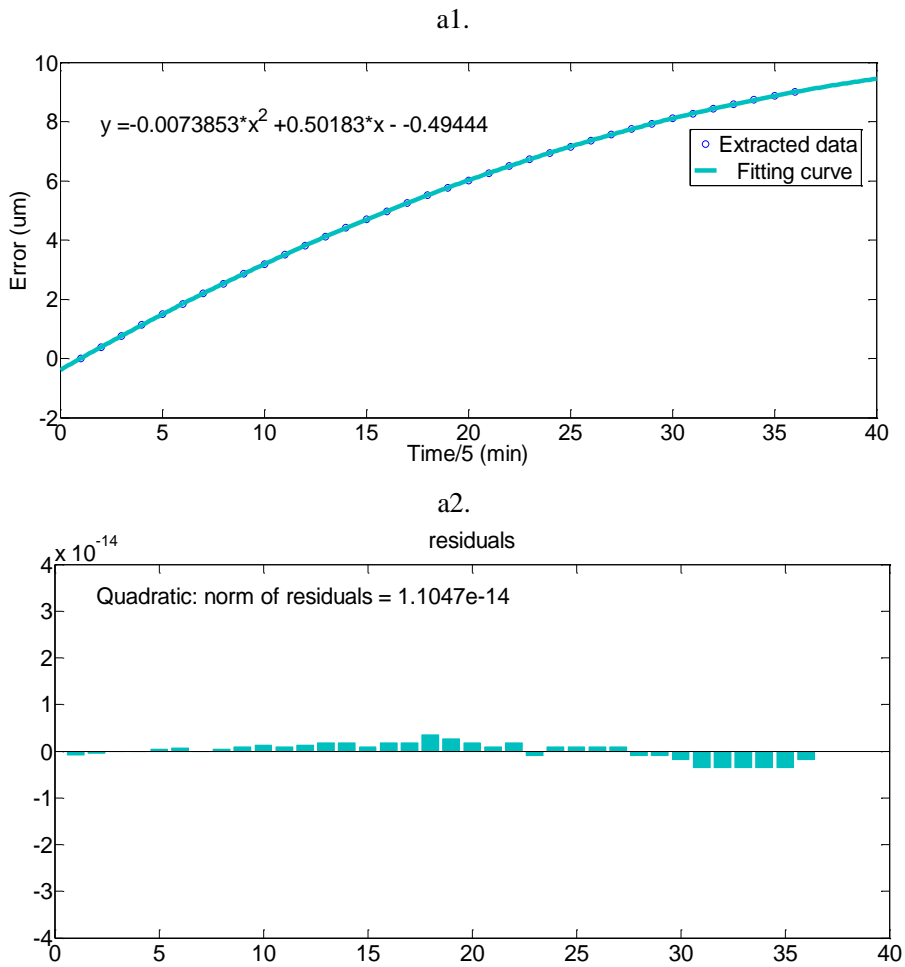 a1.
10
8
6
4
2
0
-2
Error (um)
y =-0.0073853*x2 +0.50183*x - -0.49444
Extracted data
Fitting curve
0 5 10 15 20 25 30 35 40
Time/5 (min)
a2.
residuals
x 10-14
4
3
2
1
0
-1
-2
-3
-4
Quadratic: norm of residuals = 1.1047e-14
0 5 10 15 20 25 30 35 40